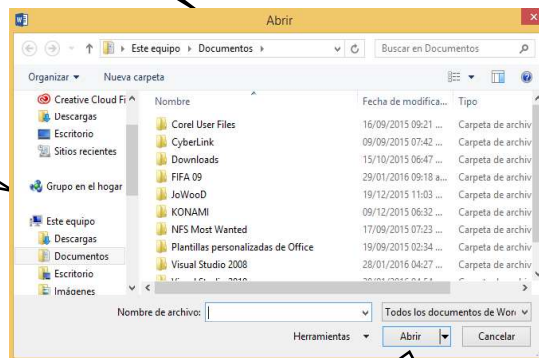 Abrir
Este equipo ▸ Documentos ▸ Buscar en Documentos
Organizar Nueva carpeta
Creative Cloud Fi
Descargas
Escritorio
Sitios recientes
Grupo en el hogar
Este equipo
Descargas
Documentos
Escritorio
Imágenes
Nombre Fecha de modifica... Tipo
Corel User Files 16/09/2015 09:21 ... Carpeta de archiv
CyberLink 09/09/2015 07:42 ... Carpeta de archiv
Downloads 15/10/2015 06:47 ... Carpeta de archiv
FIFA 09 29/01/2016 09:18 a... Carpeta de archiv
JoWooD 19/12/2015 11:03 ... Carpeta de archiv
KONAMI 09/12/2015 06:32 ... Carpeta de archiv
NFS Most Wanted 17/09/2015 07:23 ... Carpeta de archiv
Plantillas personalizadas de Office 19/09/2015 02:34 ... Carpeta de archiv
Visual Studio 2008 28/01/2016 04:27 ... Carpeta de archiv
Nombre de archivo: Todos los documentos de Wor
Herramientas Abrir Cancelar